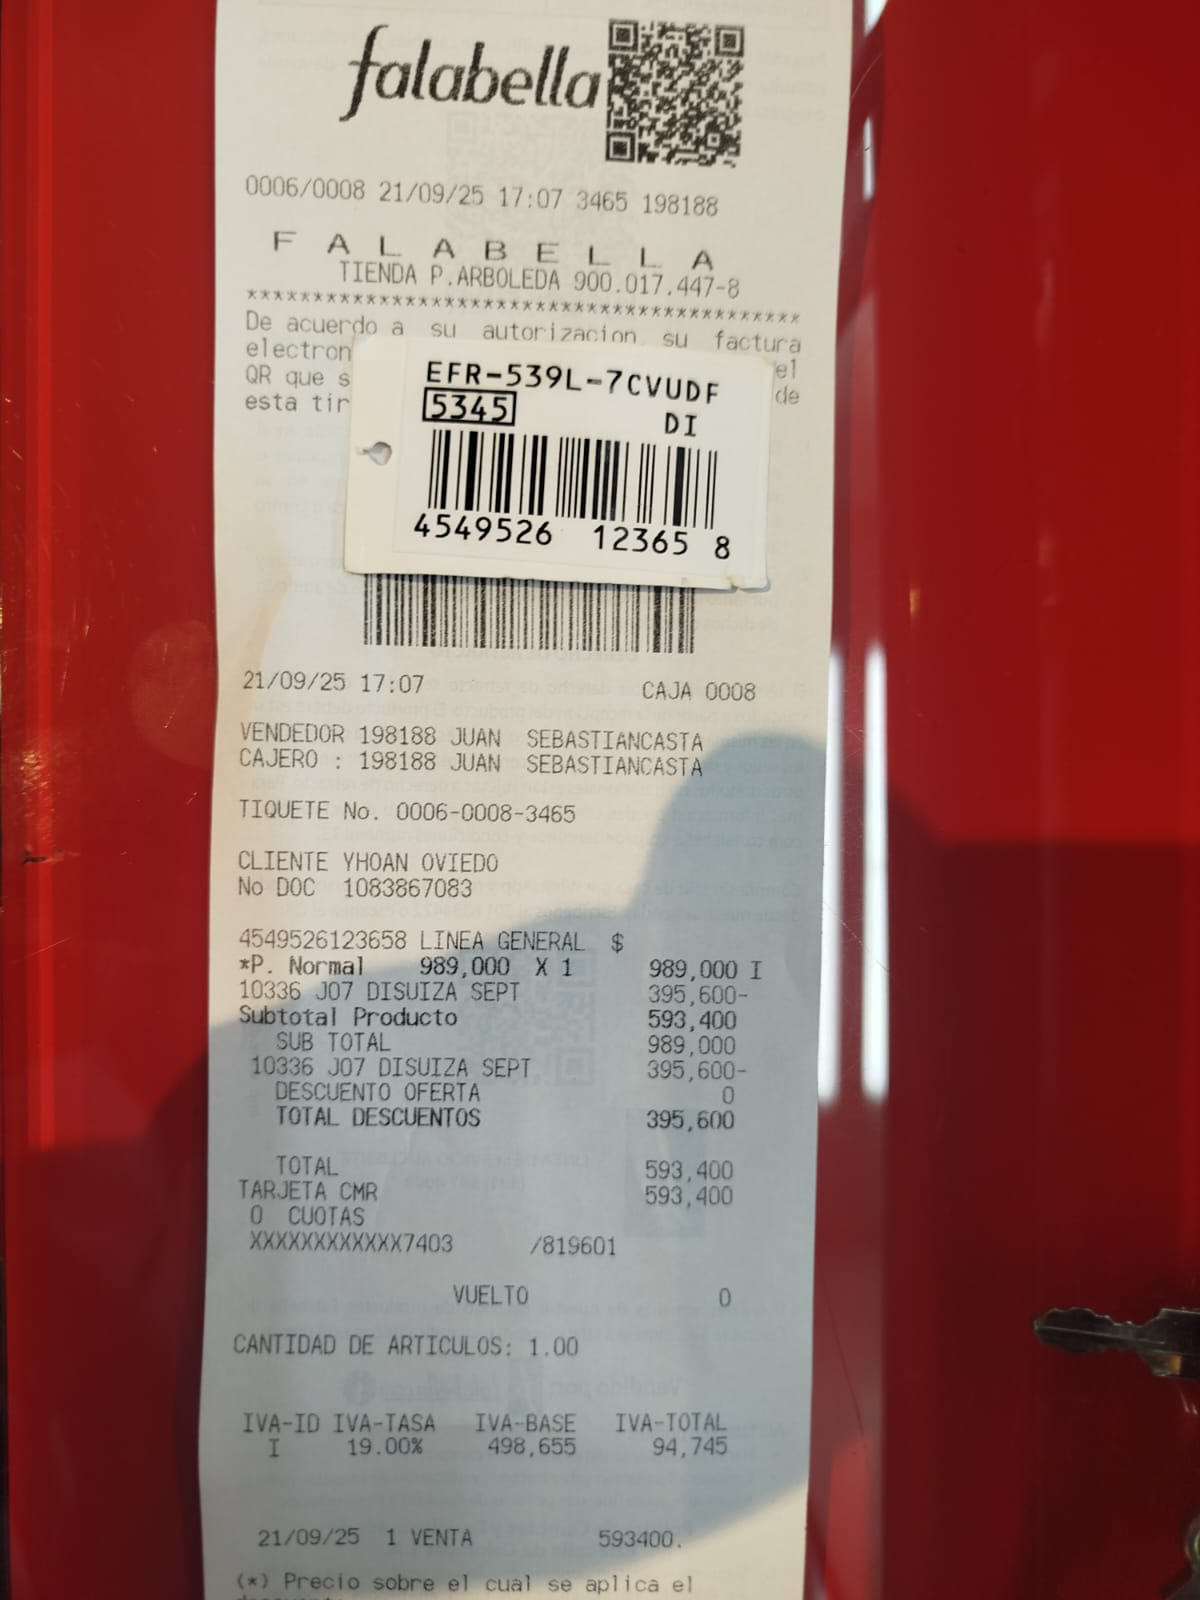 falabella
0006/0008 21/09/25 17:07 3465 198188
F A L A B E L L A
TIENDA P.ARBOLEDA 900.017.447-8
******************************************
De acuerdo a su autorizacion, su factura
electron el
QR que s de
esta tir
EFR-539L-7CVUDF
5345 DI
4549526 12365 8
21/09/25 17:07 CAJA 0008
VENDEDOR 198188 JUAN SEBASTIANCASTA
CAJERO : 198188 JUAN SEBASTIANCASTA
TIQUETE No. 0006-0008-3465
CLIENTE YHOAN OVIEDO
No DOC 1083867083
4549526123658 LINEA GENERAL $
*P. Normal 989,000 X 1 989,000 I
10336 J07 DISUIZA SEPT 395,600-
Subtotal Producto 593,400
SUB TOTAL 989,000
10336 J07 DISUIZA SEPT 395,600-
DESCUENTO OFERTA 0
TOTAL DESCUENTOS 395,600
TOTAL 593,400
TARJETA CMR 593,400
0 CUOTAS
XXXXXXXXXXXX7403 /819601
VUELTO 0
CANTIDAD DE ARTICULOS: 1.00
IVA-ID IVA-TASA IVA-BASE IVA-TOTAL
I 19.00% 498,655 94,745
21/09/25 1 VENTA 593400.
(*) Precio sobre el cual se aplica el